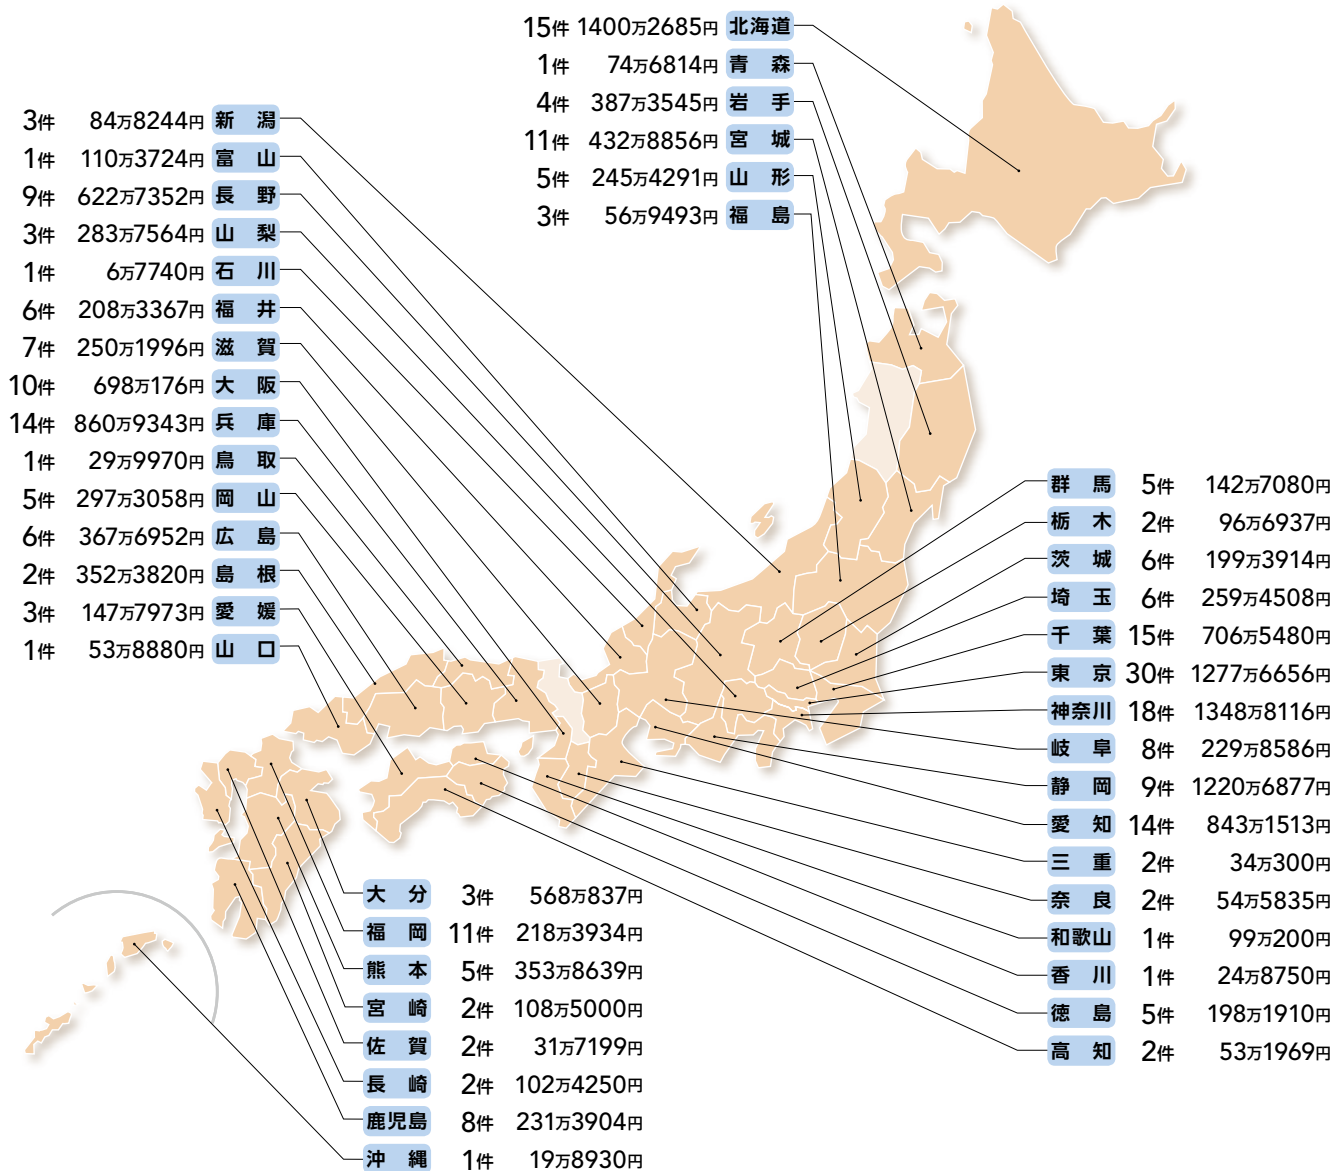 15件 1400万2685円 北海道
1件 74万6814円 青森
4件 387万3545円 岩手
11件 432万8856円 宮城
5件 245万4291円 山形
3件 56万9493円 福島
3件 84万8244円 新潟
1件 110万3724円 富山
9件 622万7352円 長野
3件 283万7564円 山梨
1件 6万7740円 石川
6件 208万3367円 福井
7件 250万1996円 滋賀
10件 698万176円 大阪
14件 860万9343円 兵庫
1件 29万9970円 鳥取
5件 297万3058円 岡山
6件 367万6952円 広島
2件 352万3820円 島根
3件 147万7973円 愛媛
1件 53万8880円 山口
群馬 5件 142万7080円
栃木 2件 96万6937円
茨城 6件 199万3914円
埼玉 6件 259万4508円
千葉 15件 706万5480円
東京 30件 1277万6656円
神奈川 18件 1348万8116円
岐阜 8件 229万8586円
静岡 9件 1220万6877円
愛知 14件 843万1513円
三重 2件 34万300円
奈良 2件 54万5835円
和歌山 1件 99万200円
香川 1件 24万8750円
徳島 5件 198万1910円
高知 2件 53万1969円
大分 3件 568万837円
福岡 11件 218万3934円
熊本 5件 353万8639円
宮崎 2件 108万5000円
佐賀 2件 31万7199円
長崎 2件 102万4250円
鹿児島 8件 231万3904円
沖縄 1件 19万8930円